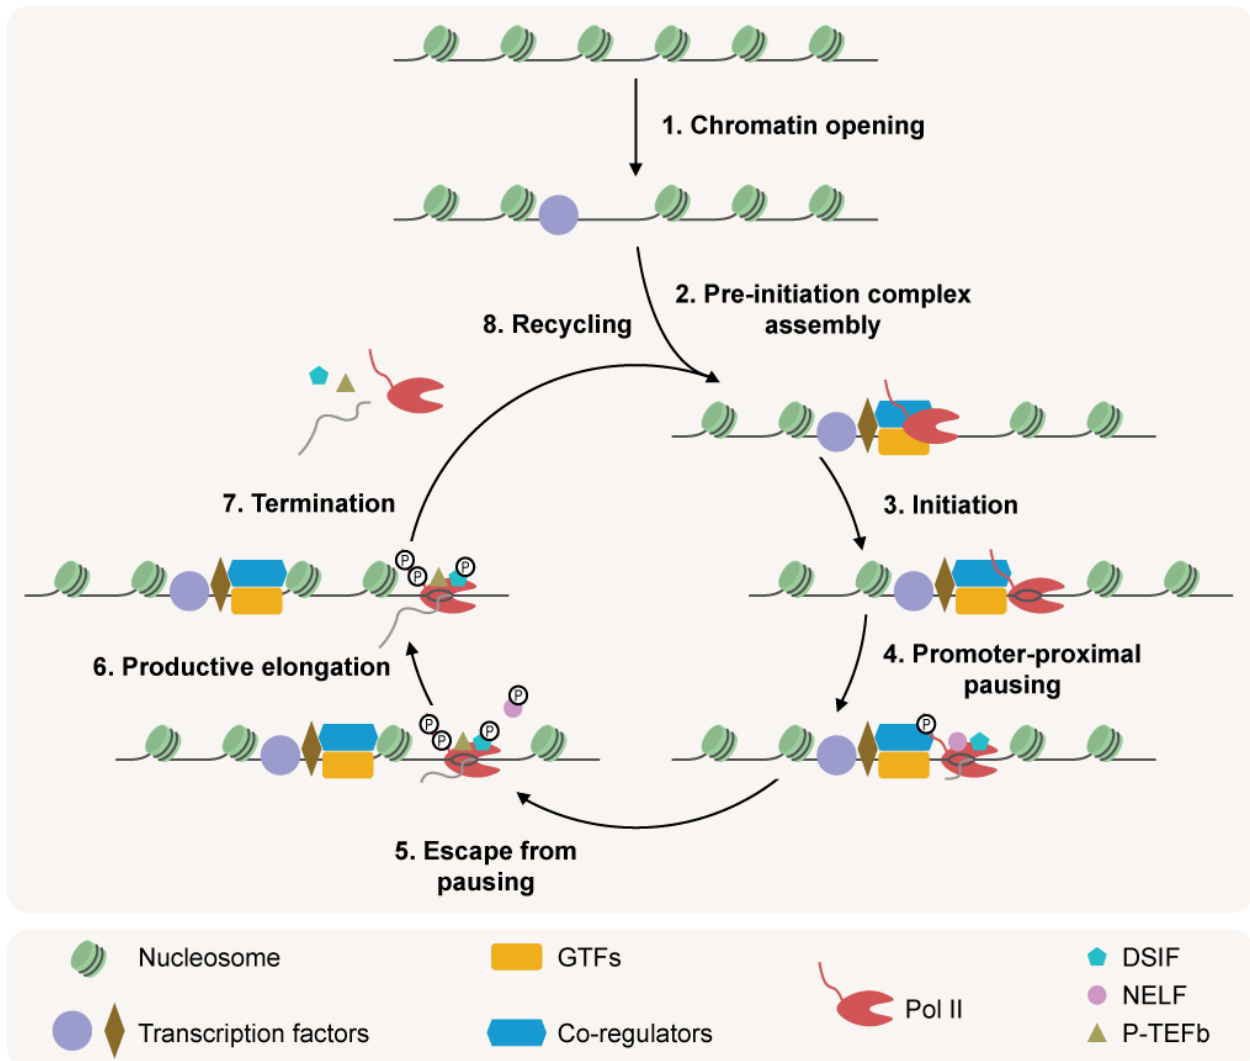 1. Chromatin opening
2. Pre-initiation complex
assembly
8. Recycling
7. Termination
3. Initiation
P
P
P
6. Productive elongation
4. Promoter-proximal
pausing
P
P
P
P
P
5. Escape from
pausing
Nucleosome
GTFs
DSIF
NELF
Pol II
Transcription factors
Co-regulators
P-TEFb